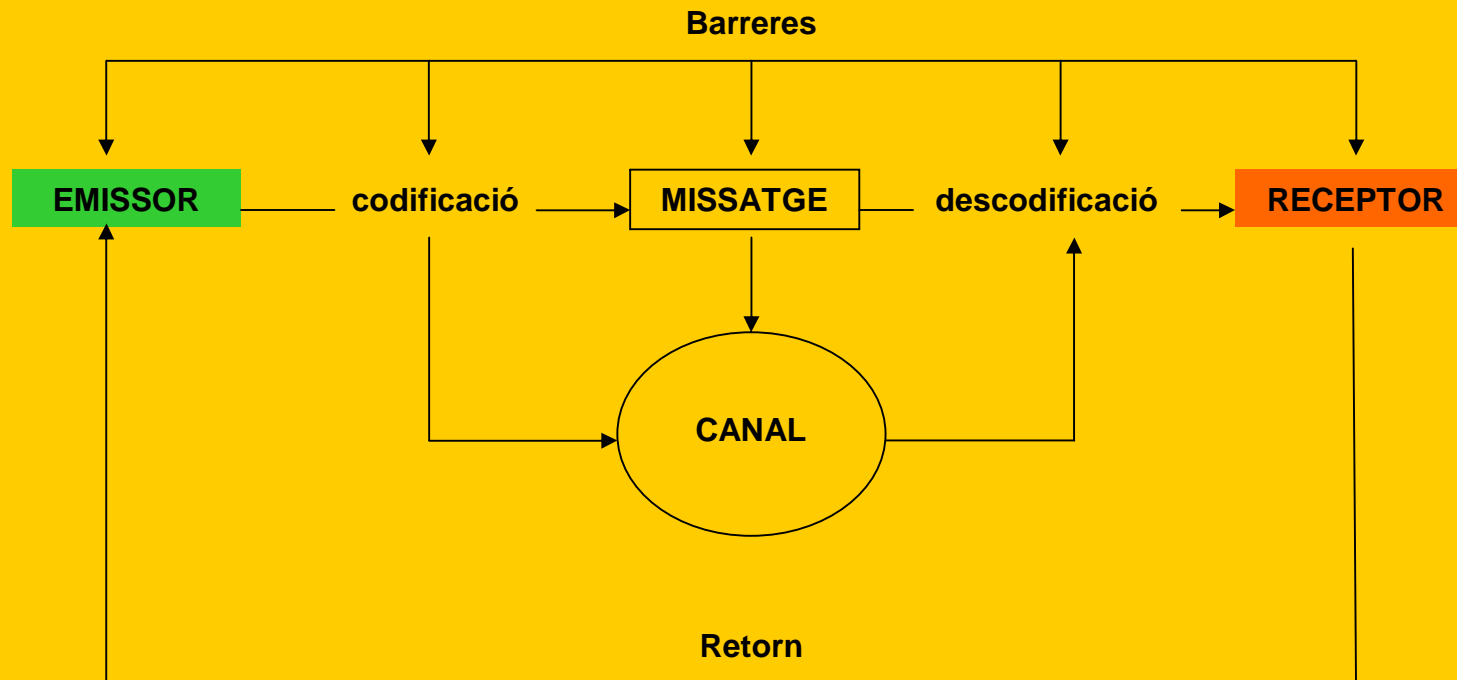 Barreres
EMISSOR codificació MISSATGE descodificació RECEPTOR
CANAL
Retorn